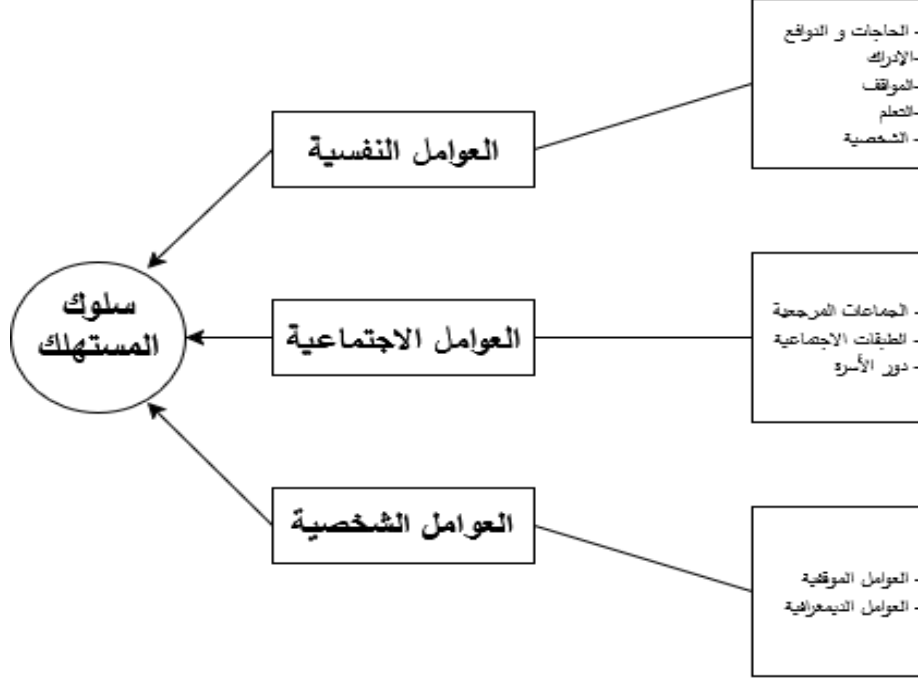 - الحاجات و الدوافع
-الإدراك
-المواقف
-التعلم
- الشخصية
العوامل النفسية
سلوك
المستهلك
العوامل الاجتماعية
- الجماعات المرجعية
- الطبقات الاجتماعية
- دور الأسرة
العوامل الشخصية
- العوامل الموقفية
- العوامل الديمغرافية